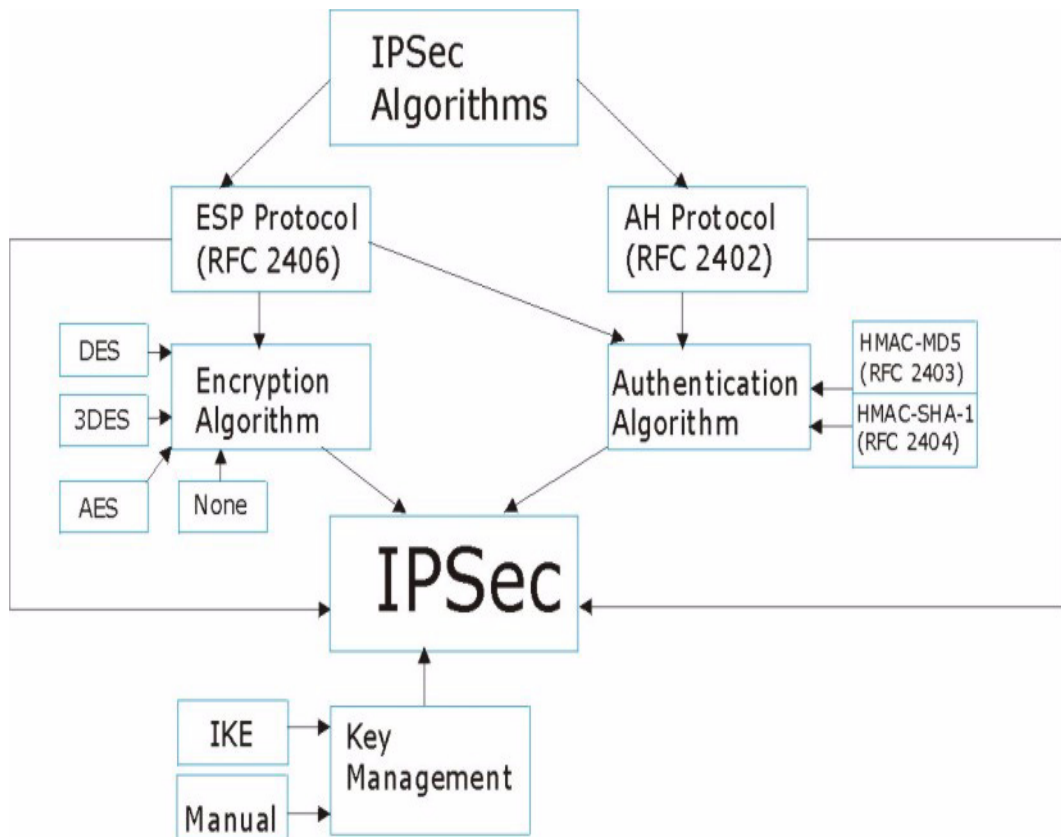 IPSec
Algorithms
ESP Protocol
(RFC 2406)
AH Protocol
(RFC 2402)
DES
3DES
AES
None
Encryption
Algorithm
Authentication
Algorithm
HMAC-MD5
(RFC 2403)
HMAC-SHA-1
(RFC 2404)
IPSec
IKE
Manual
Key
Management